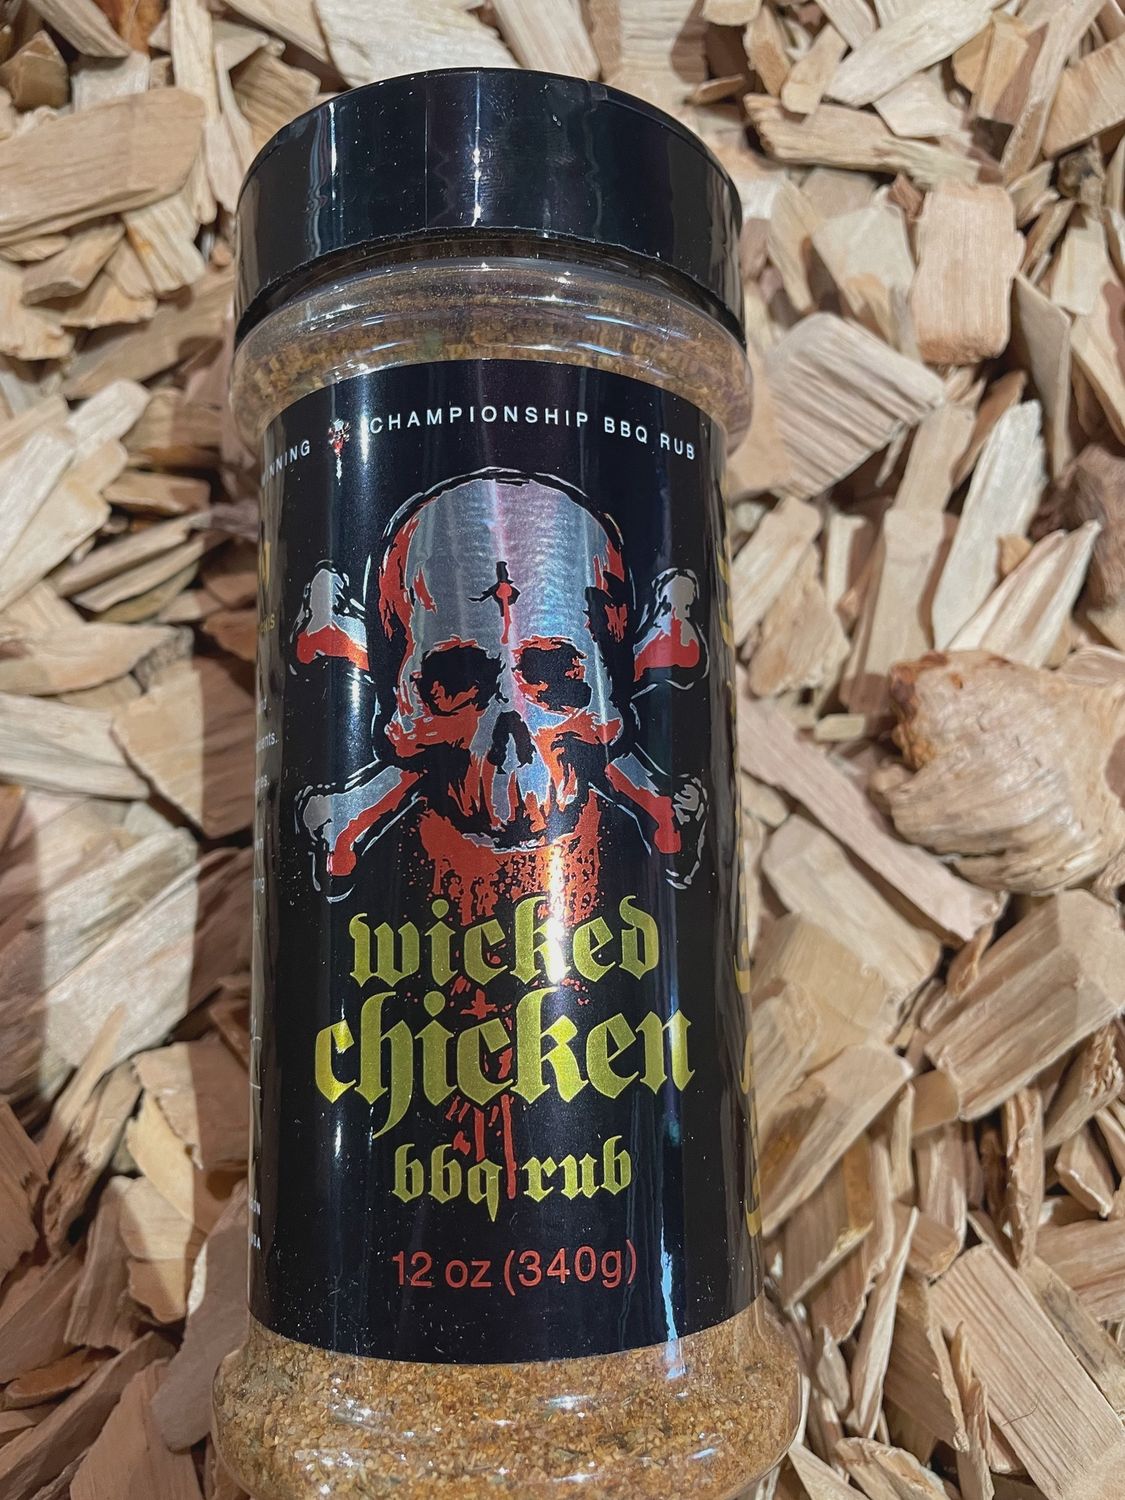 CHAMPIONSHIP BBQ RUB
wicked
chicken
bbq rub
12 oz (340g)